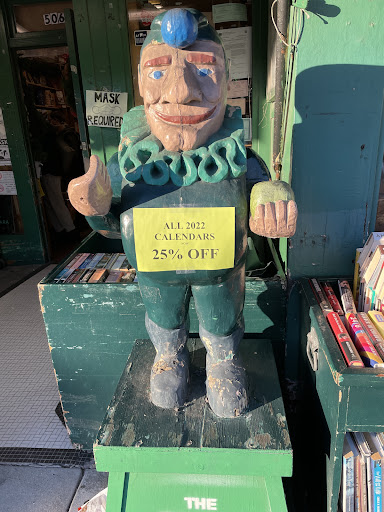 506
MASK
REQUIRED
ALL 2022
CALENDARS
25% OFF
THE